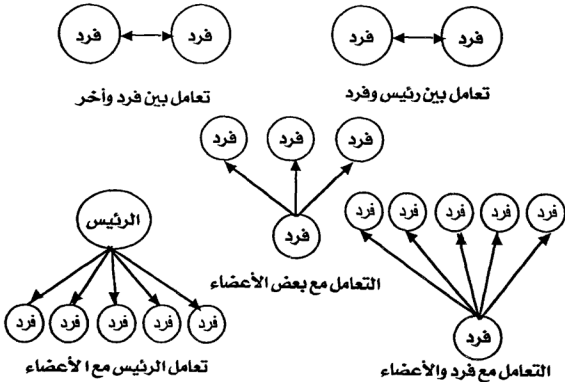 فرد فرد
فرد فرد
تعامل بين رئيس وفرد
تعامل بين فرد وأخر
فرد فرد فرد
فرد
التعامل مع بعض الأعضاء
الرئيس
فرد فرد فرد فرد فرد
تعامل الرئيس مع الأعضاء
فرد فرد فرد فرد فرد
فرد
التعامل مع فرد والأعضاء